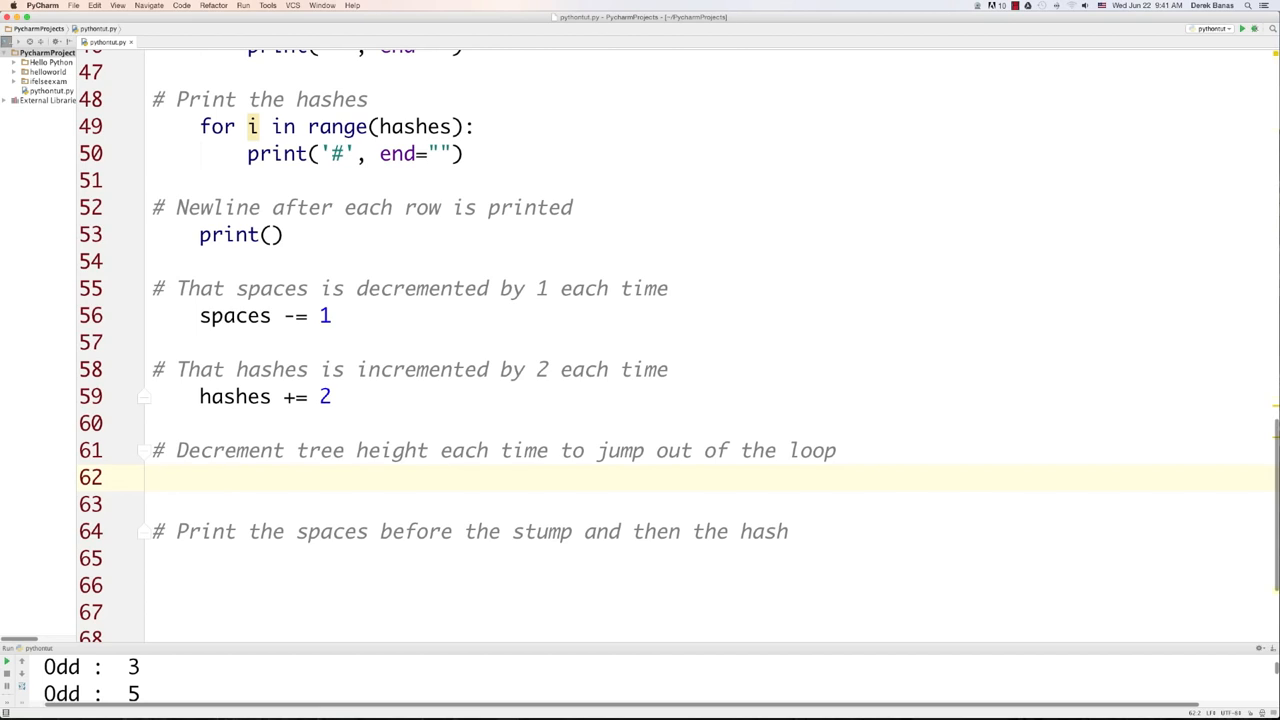 PyCharm File Edit View Navigate Code Refactor Run Tools VCS Window Help 10 Wed Jun 22 9:41 AM Derek Banas
pythontut.py - PycharmProjects - [~/PycharmProjects]
PycharmProjects pythontut.py pythontut
pythontut.py
PycharmProject
Hello Python
helloworld
ifelseexam
pythontut.py
External Librarie
47
48 # Print the hashes
49 for i in range(hashes):
50 print('#', end="")
51
52 # Newline after each row is printed
53 print()
54
55 # That spaces is decremented by 1 each time
56 spaces -= 1
57
58 # That hashes is incremented by 2 each time
59 hashes += 2
60
61 # Decrement tree height each time to jump out of the loop
62
63
64 # Print the spaces before the stump and then the hash
65
66
67
68
Run pythontut
Odd : 3
Odd : 5
62:2 LF÷ UTF-8÷